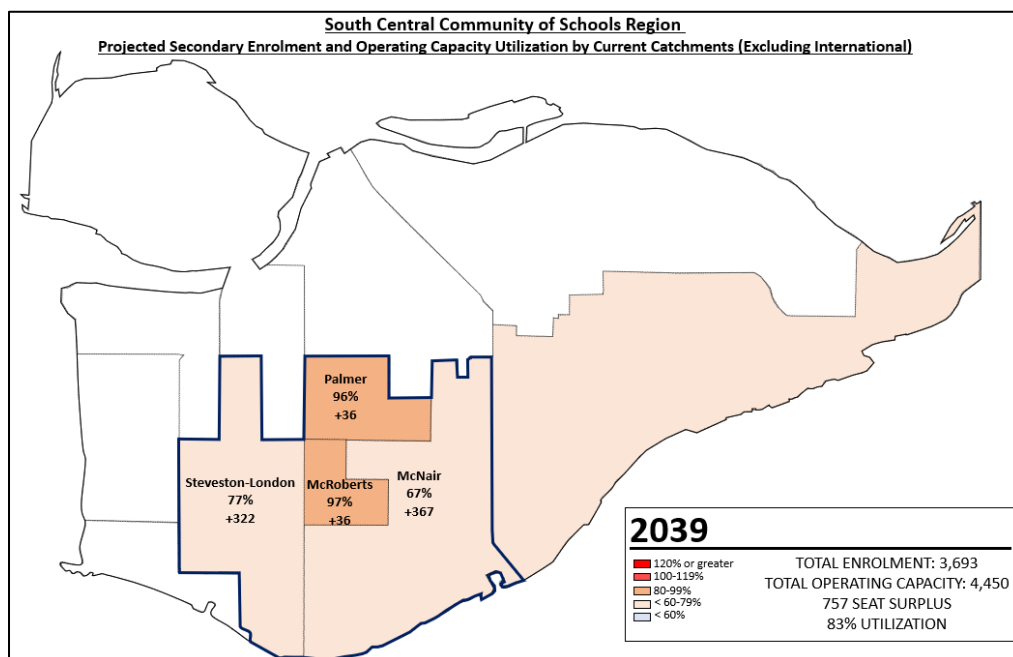 South Central Community of Schools Region
Projected Secondary Enrolment and Operating Capacity Utilization by Current Catchments (Excluding International)
Palmer
96%
+36
Steveston-London
77%
+322
McRoberts
97%
+36
McNair
67%
+367
2039
120% or greater
100-119%
80-99%
< 60-79%
< 60%
TOTAL ENROLMENT: 3,693
TOTAL OPERATING CAPACITY: 4,450
757 SEAT SURPLUS
83% UTILIZATION